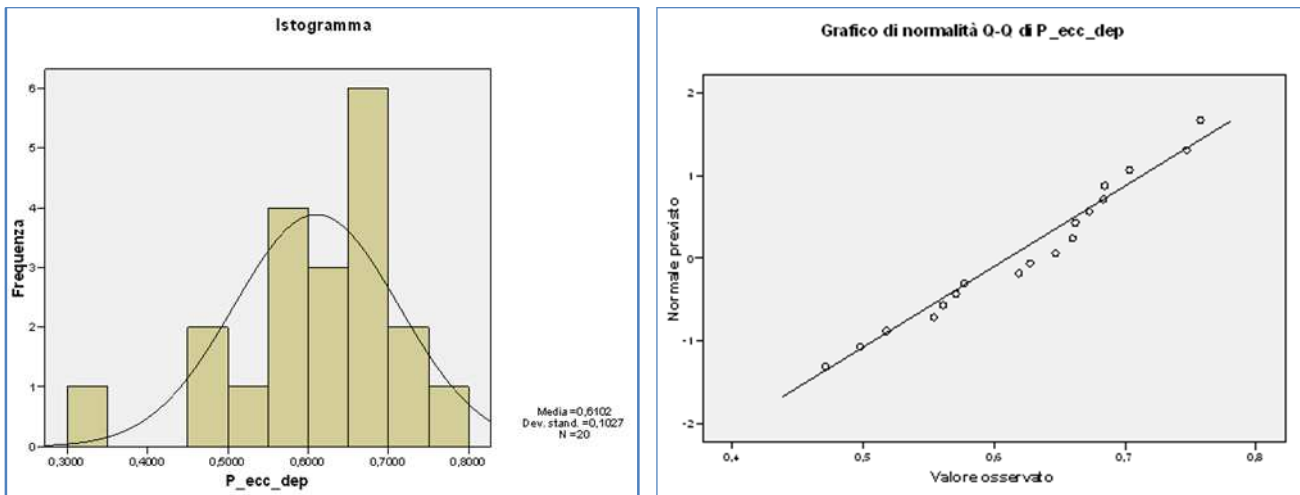 Istogramma
Frequenza
6
5
4
3
2
1
0
0,3000 0,4000 0,5000 0,6000 0,7000 0,8000
P_ecc_dep
Media =0,6102
Dev. stand. =0,1027
N =20
Grafico di normalità Q-Q di P_ecc_dep
Normale previsto
2
1
0
-1
-2
0,4 0,5 0,6 0,7 0,8
Valore osservato